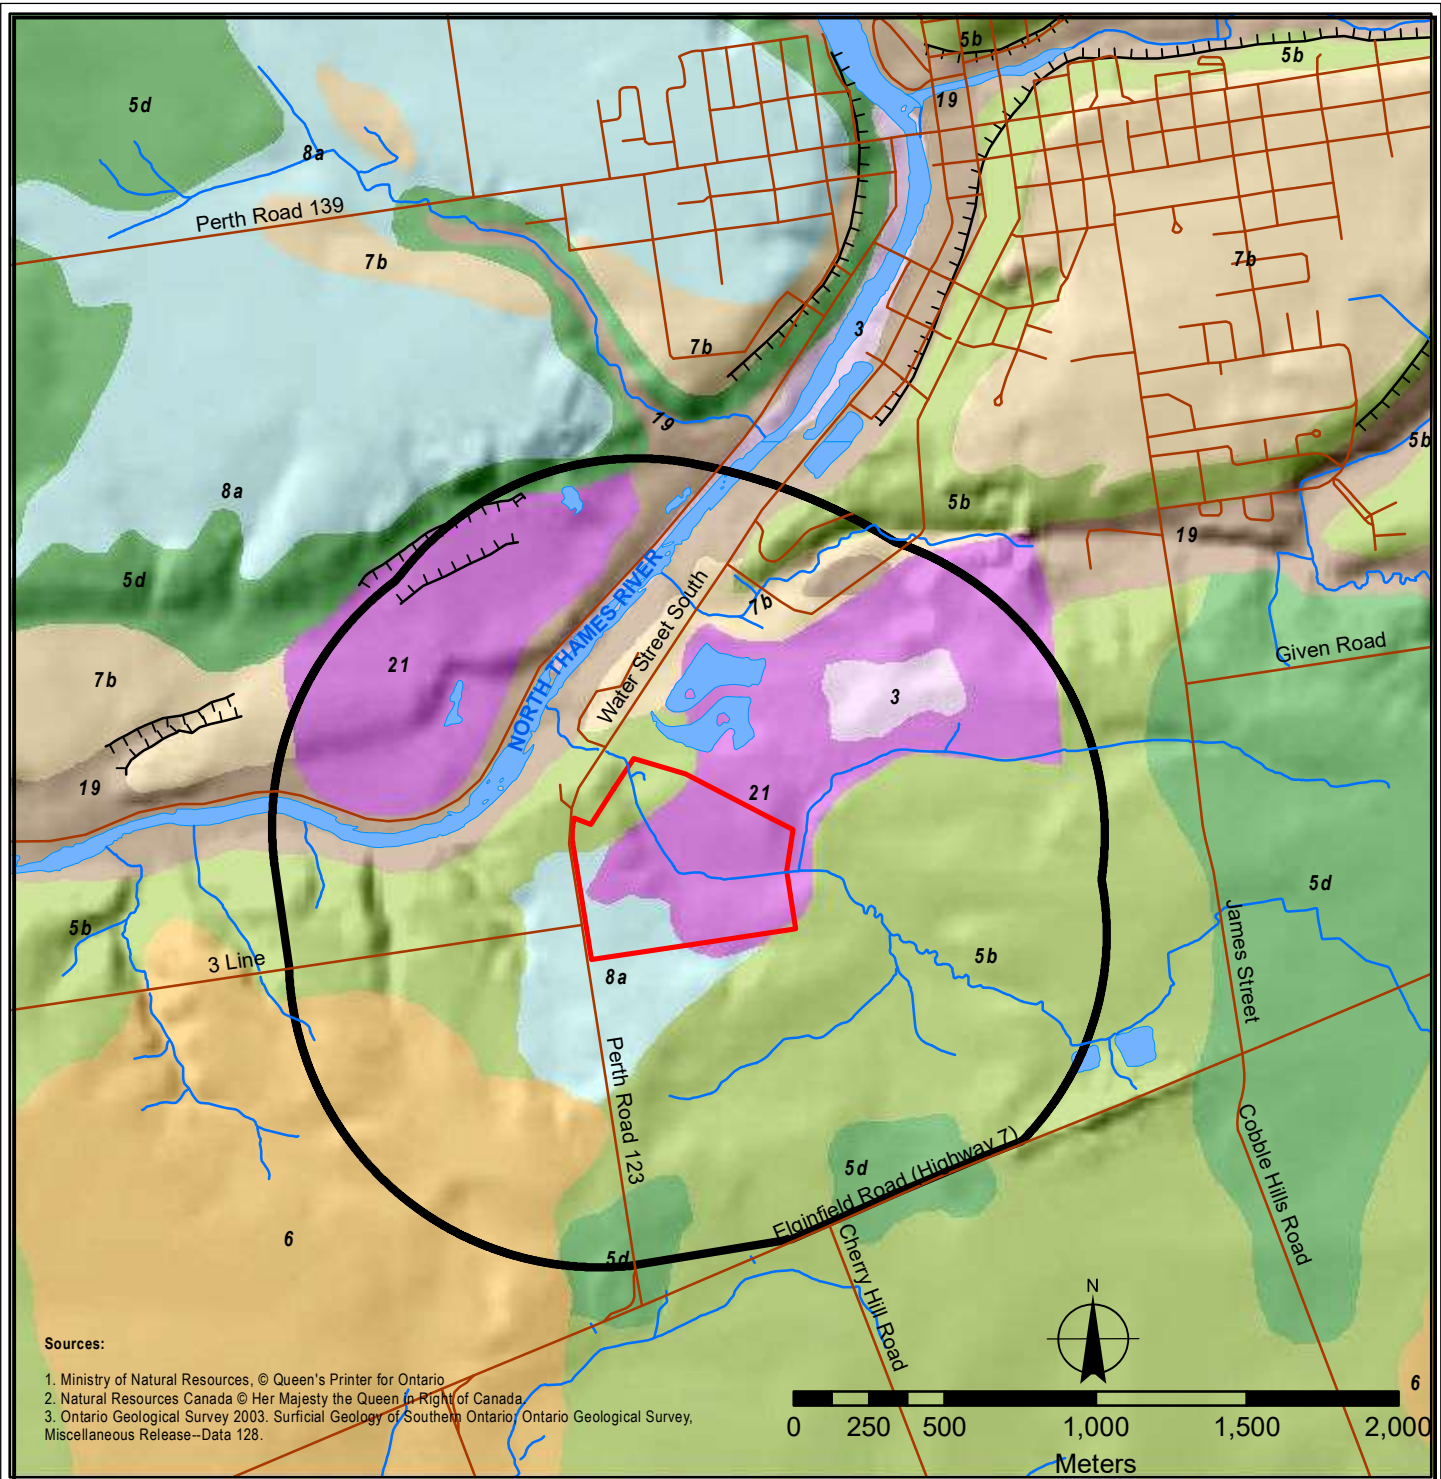 5b
5b
5d
19
8a
Perth Road 139
7b
7b
3
7b
19
5b
8a
5b
19
5d
NORTH THAMES RIVER
Water Street South
7b
Given Road
21
7b
3
19
21
5d
James Street
5b
3 Line
5b
8a
Perth Road 123
Cobble Hills Road
5d
Elginfield Road (Highway 7)
6
5d
Cherry Hill Road
N
Sources:
1. Ministry of Natural Resources, © Queen's Printer for Ontario
2. Natural Resources Canada © Her Majesty the Queen in Right of Canada.
3. Ontario Geological Survey 2003. Surficial Geology of Southern Ontario; Ontario Geological Survey,
Miscellaneous Release--Data 128.
6
0 250 500 1,000 1,500 2,000
Meters